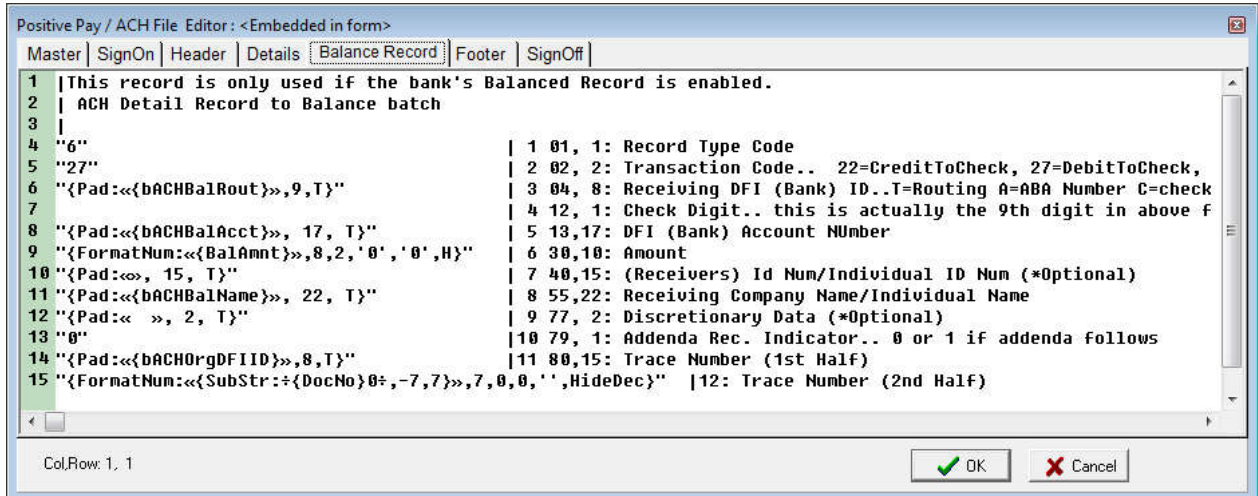 Positive Pay / ACH File Editor : <Embedded in form>
Master SignOn Header Details Balance Record Footer SignOff
1 |This record is only used if the bank's Balanced Record is enabled.
2 | ACH Detail Record to Balance batch
3 |
4 "6" | 1 01, 1: Record Type Code
5 "27" | 2 02, 2: Transaction Code.. 22=CreditToCheck, 27=DebitToCheck,
6 "{Pad:«{bACHBalRout}»,9,T}" | 3 04, 8: Receiving DFI (Bank) ID..T=Routing A=ABA Number C=check
7 | 4 12, 1: Check Digit.. this is actually the 9th digit in above f
8 "{Pad:«{bACHBalAcct}», 17, T}" | 5 13,17: DFI (Bank) Account NUmber
9 "{FormatNum:«{BalAmnt}»,8,2,'0','0',H}" | 6 30,10: Amount
10 "{Pad:«», 15, T}" | 7 40,15: (Receivers) Id Num/Individual ID Num (*Optional)
11 "{Pad:«{bACHBalName}», 22, T}" | 8 55,22: Receiving Company Name/Individual Name
12 "{Pad:«  », 2, T}" | 9 77, 2: Discretionary Data (*Optional)
13 "0" |10 79, 1: Addenda Rec. Indicator.. 0 or 1 if addenda follows
14 "{Pad:«{bACHOrgDFIID}»,8,T}" |11 80,15: Trace Number (1st Half)
15 "{FormatNum:«{SubStr:÷{DocNo}0÷,-7,7}»,7,0,0,'',HideDec}" |12: Trace Number (2nd Half)
Col,Row: 1, 1
OK Cancel